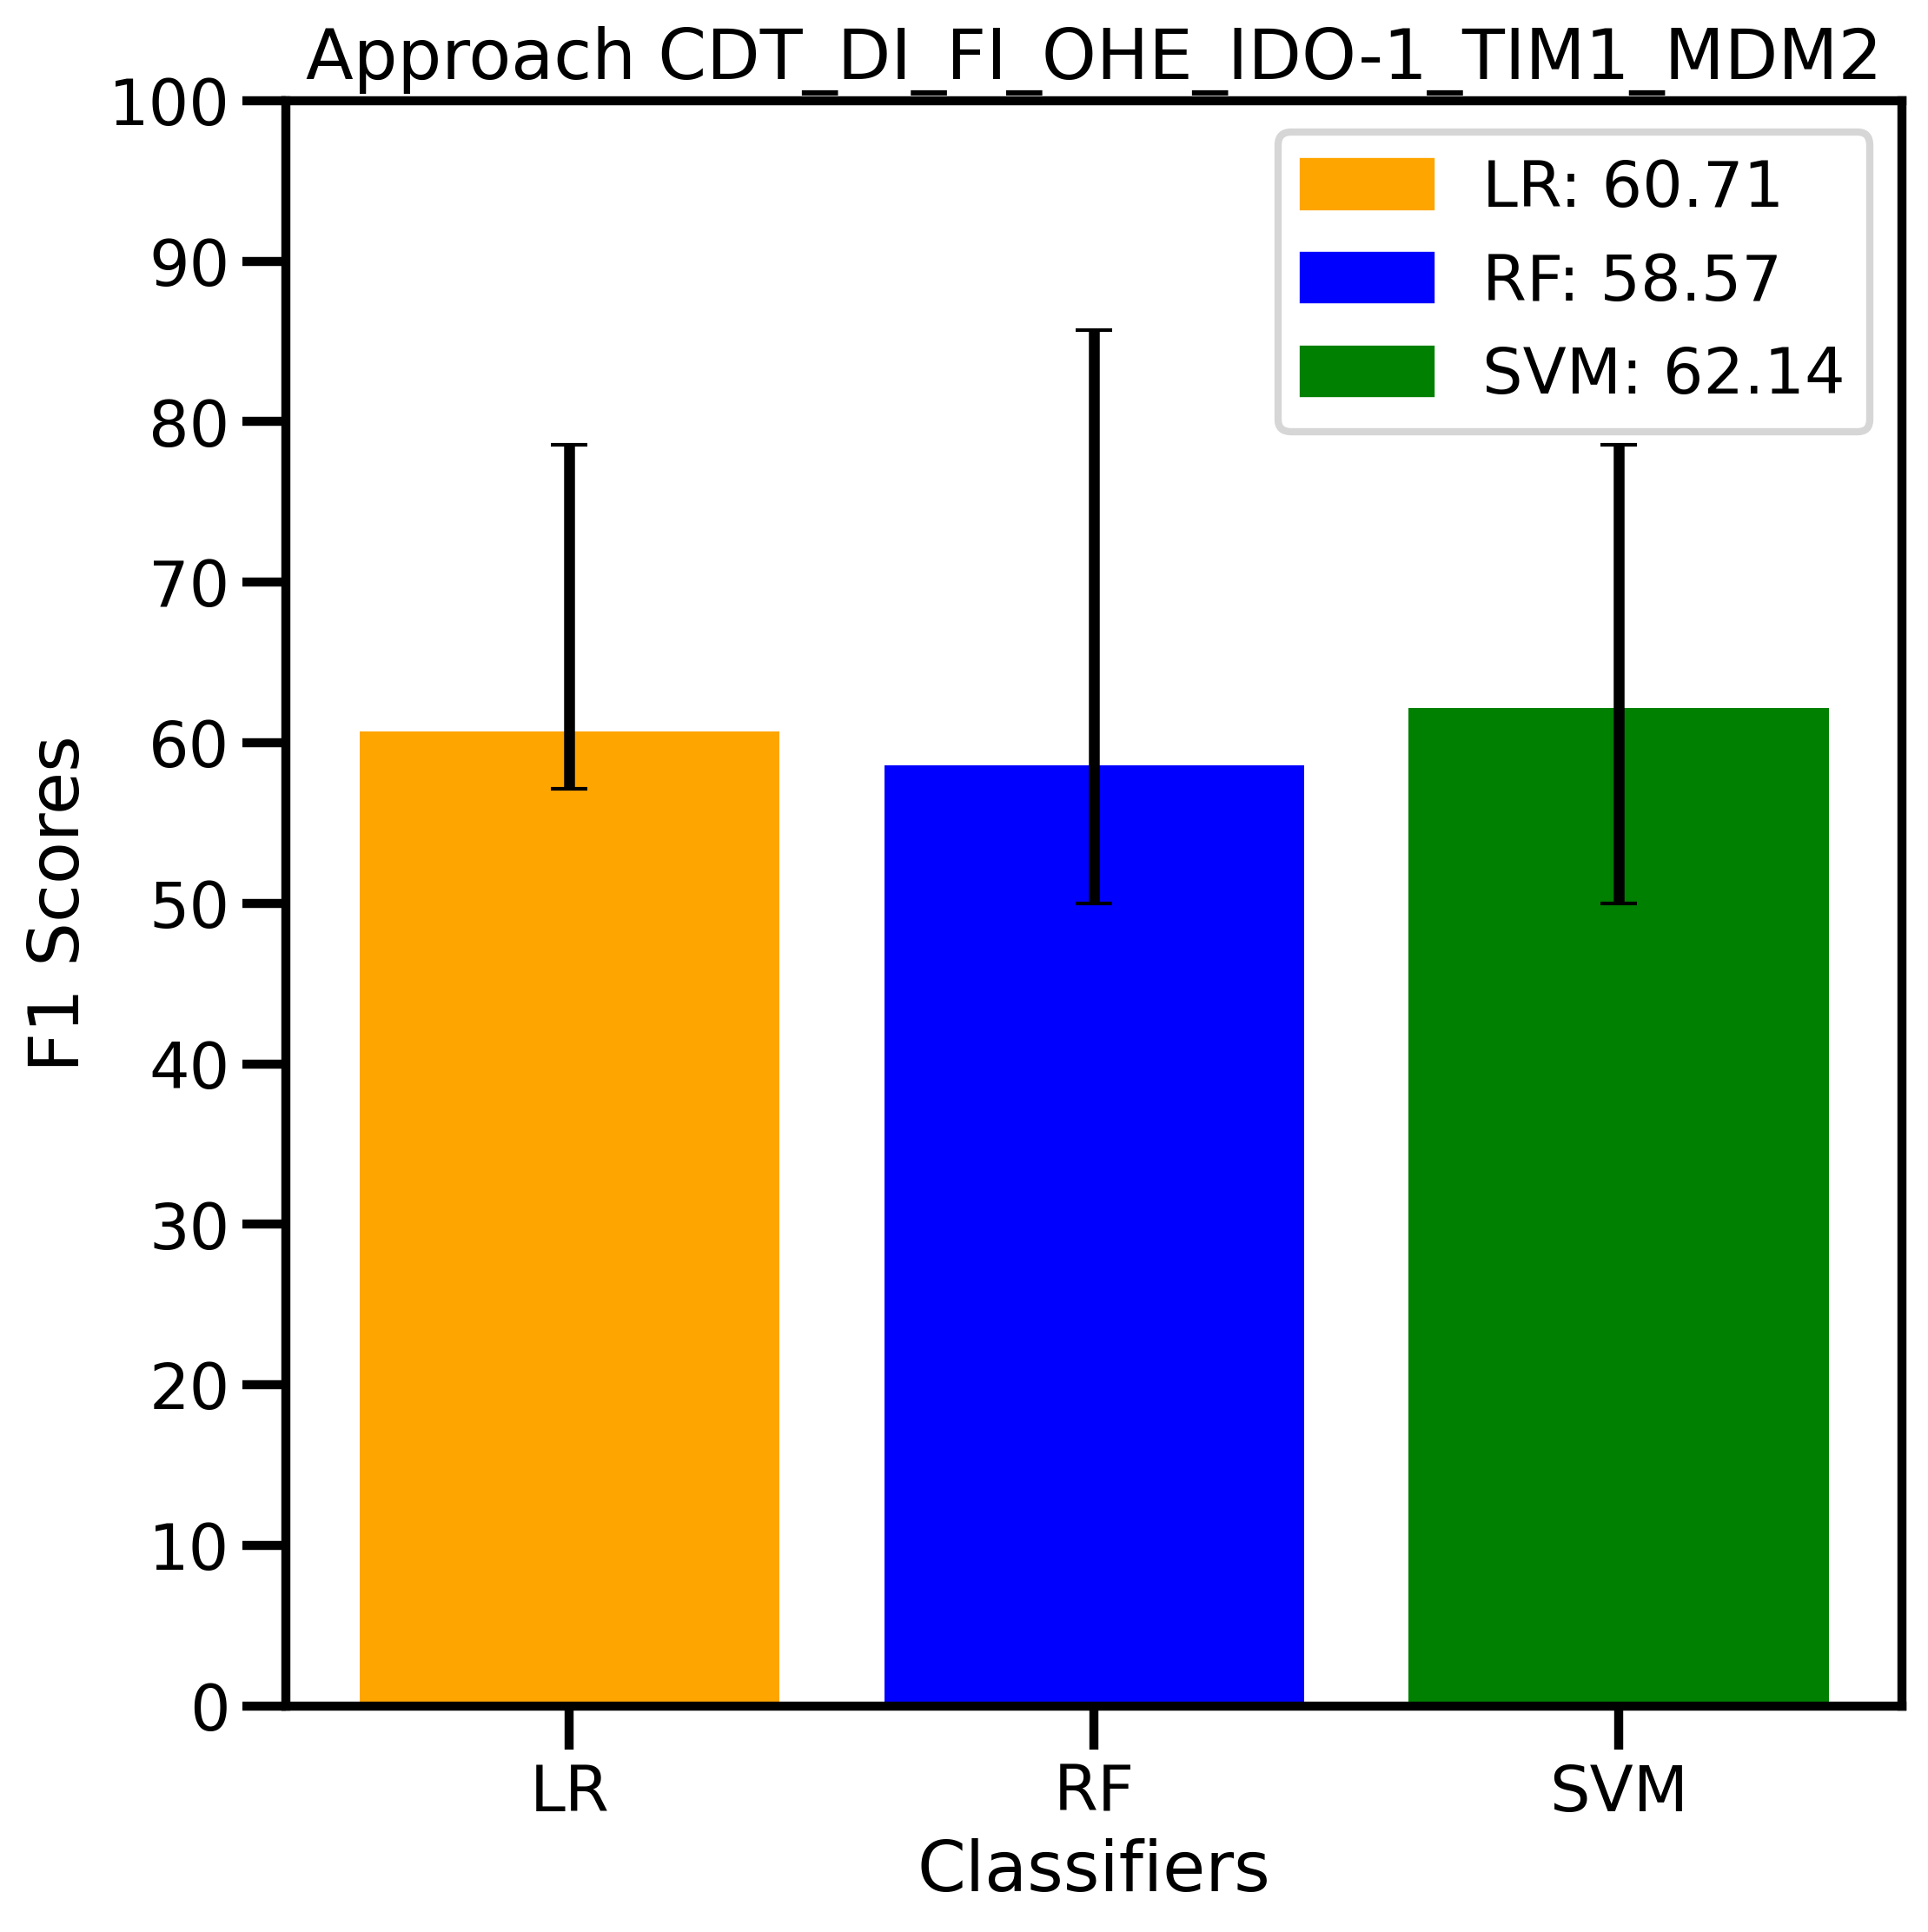 Approach CDT_DI_FI_OHE_IDO-1_TIM1_MDM2
100
90
80
70
60
50
40
30
20
10
0
F1 Scores
LR: 60.71
RF: 58.57
SVM: 62.14
LR
RF
SVM
Classifiers